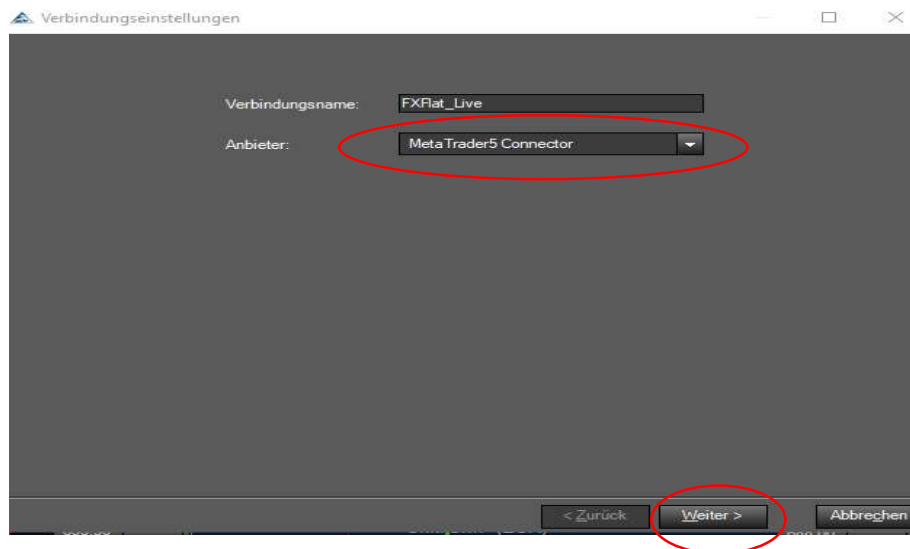 Verbindungseinstellungen
Verbindungsname: FXFlat_Live
Anbieter: MetaTrader5 Connector
< Zurück Weiter > Abbrechen